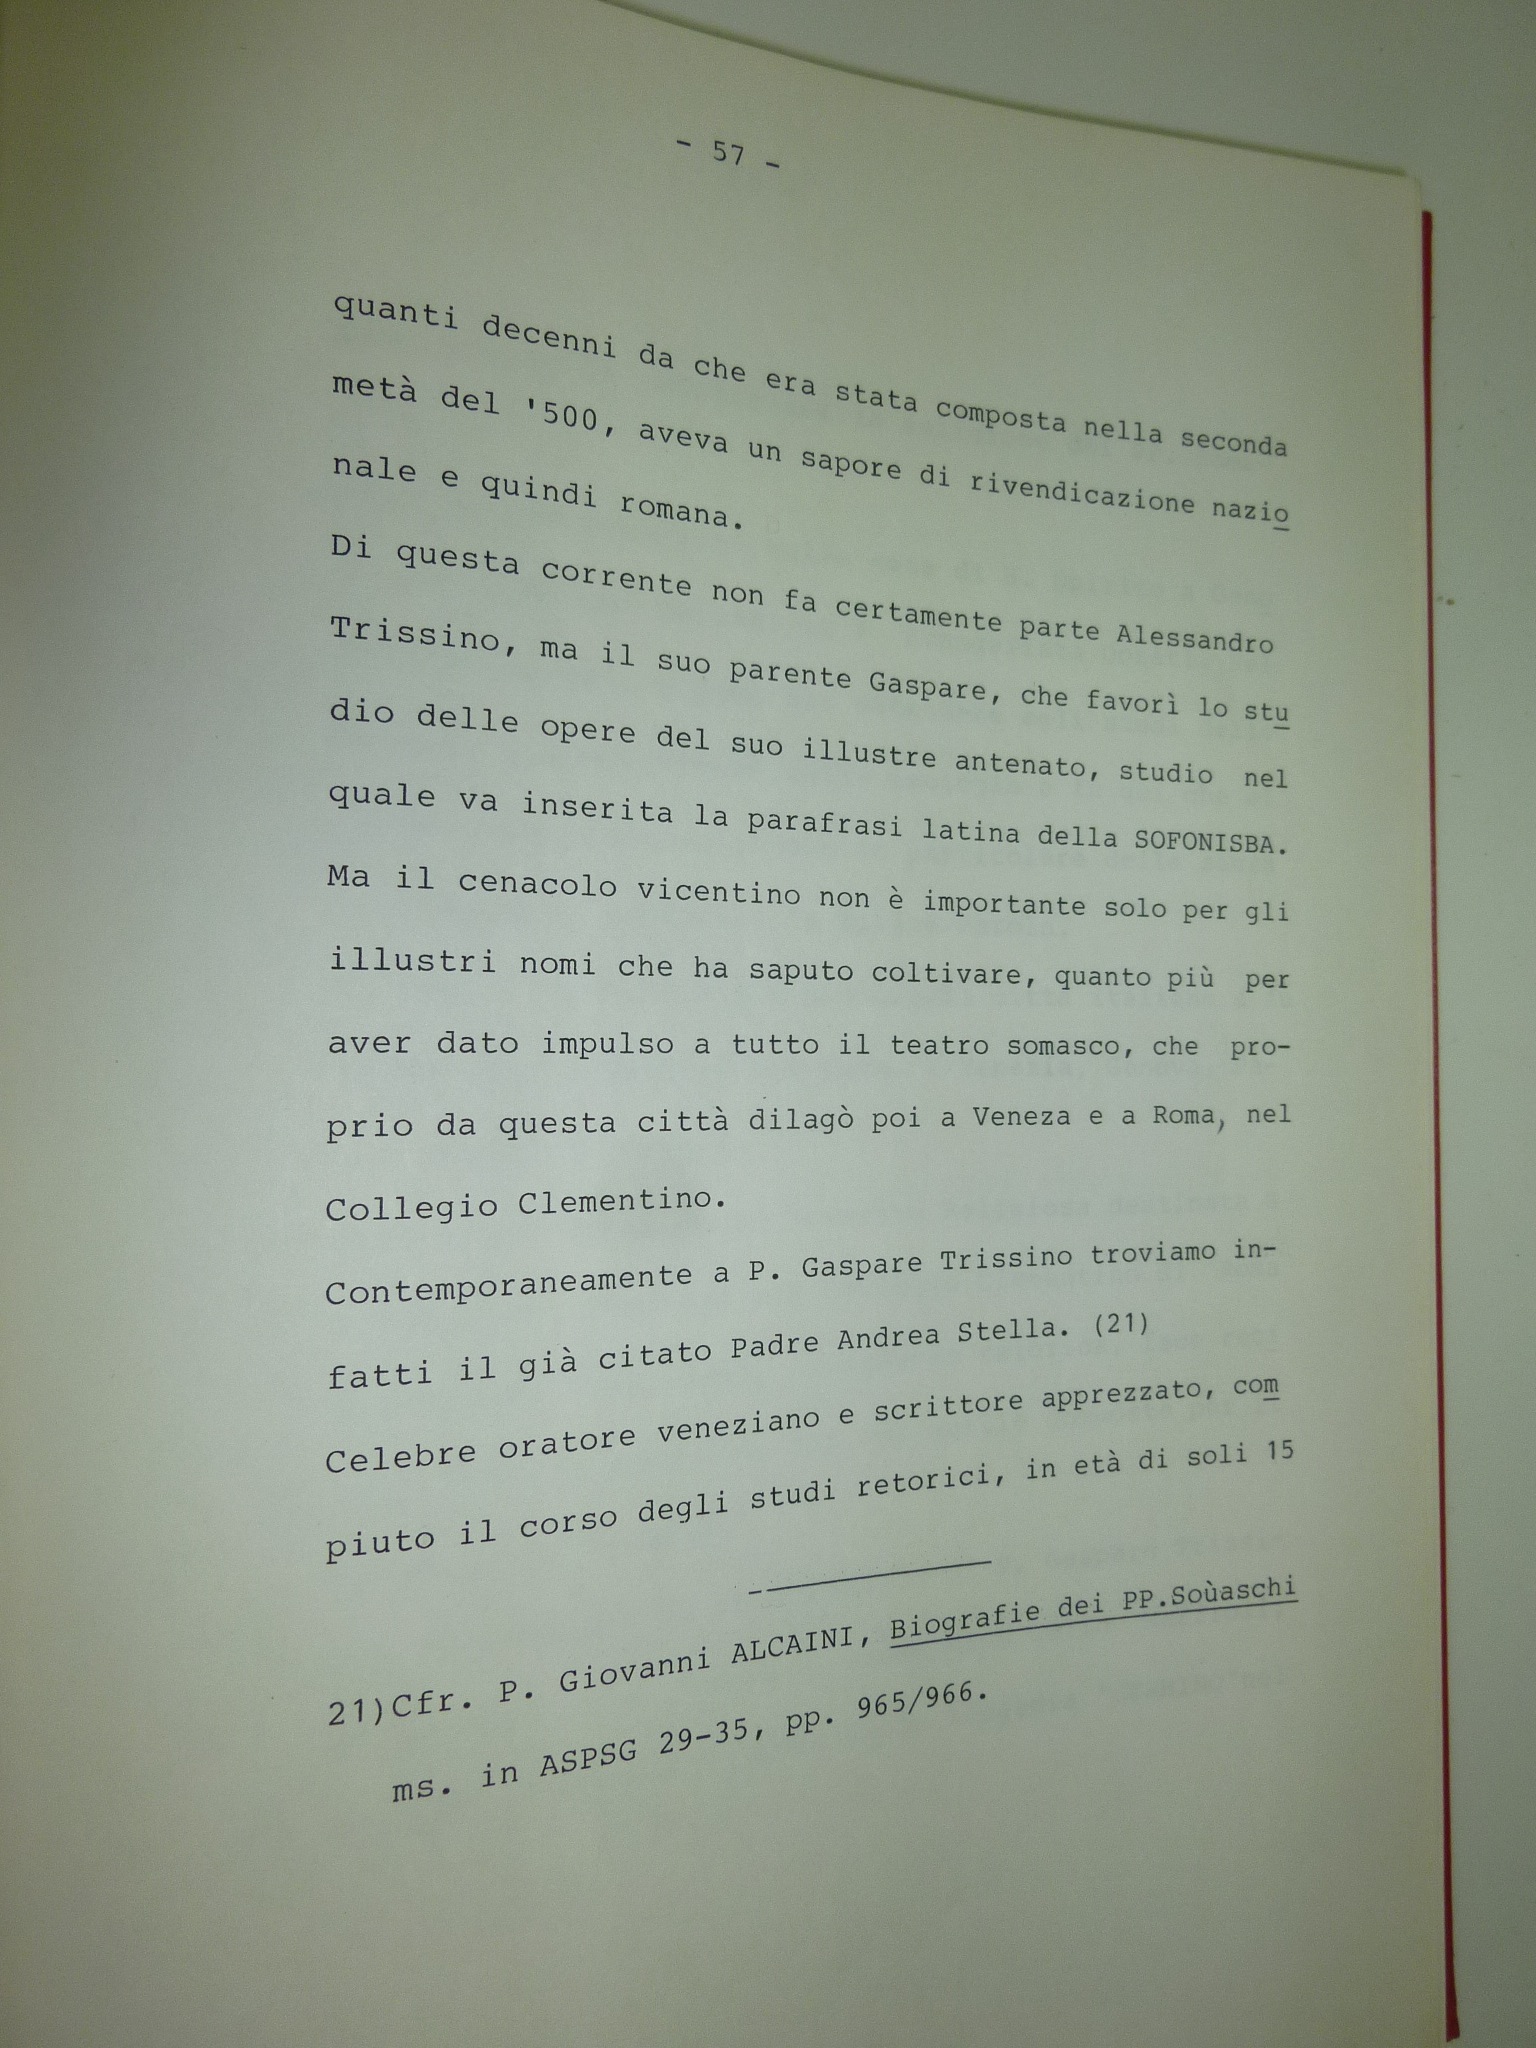 - 57 -
quanti decenni da che era stata composta nella seconda
metà del '500, aveva un sapore di rivendicazione nazio
nale e quindi romana.
Di questa corrente non fa certamente parte Alessandro
Trissino, ma il suo parente Gaspare, che favorì lo stu
dio delle opere del suo illustre antenato, studio nel
quale va inserita la parafrasi latina della SOFONISBA.
Ma il cenacolo vicentino non è importante solo per gli
illustri nomi che ha saputo coltivare, quanto più per
aver dato impulso a tutto il teatro somasco, che pro-
prio da questa città dilagò poi a Veneza e a Roma, nel
Collegio Clementino.
Contemporaneamente a P. Gaspare Trissino troviamo in-
fatti il già citato Padre Andrea Stella. (21)
Celebre oratore veneziano e scrittore apprezzato, com
piuto il corso degli studi retorici, in età di soli 15
21)Cfr. P. Giovanni ALCAINI, Biografie dei PP.Soùaschi
ms. in ASPSG 29-35, pp. 965/966.